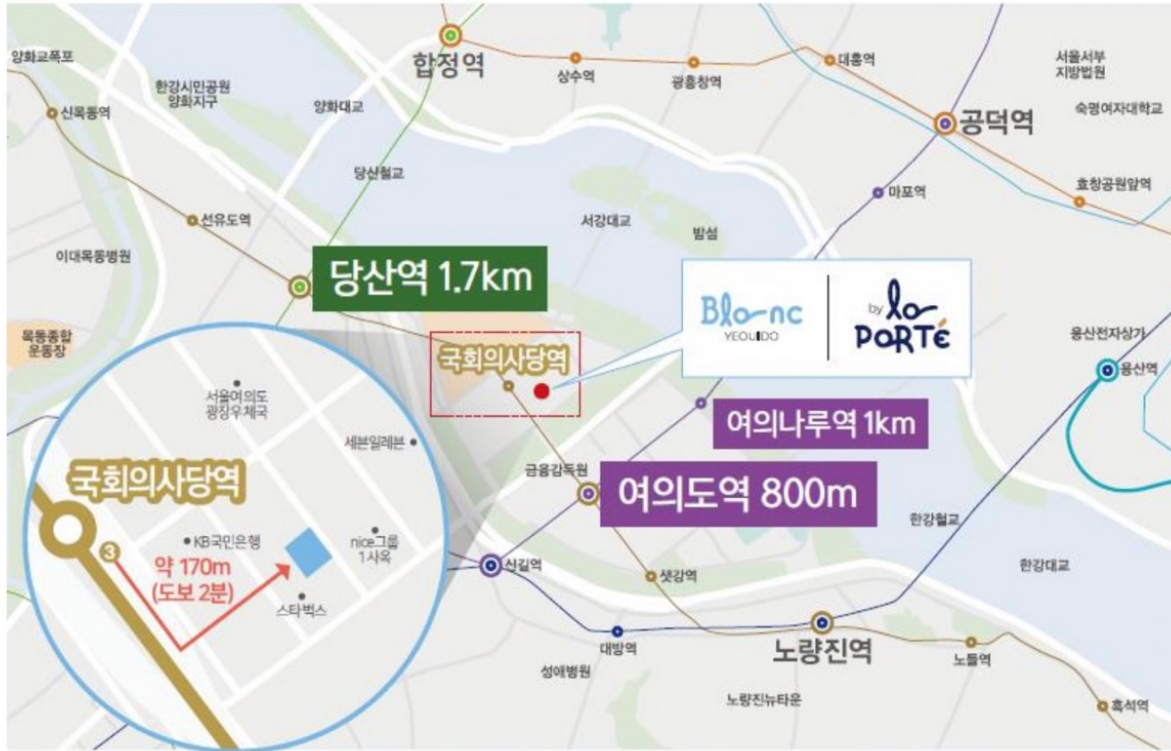 양화교폭포
합정역
상수역
광흥창역
대흥역
서울서부
지방법원
한강시민공원
양화지구
양화대교
신목동역
공덕역
숙명여자대학교
당산철교
마포역
효창공원앞역
선유도역
서강대교
밤섬
이대목동병원
당산역 1.7km
Blanc
YEOUIDO
by la
PORTÉ
목동종합
운동장
국회의사당역
용산전자상가
용산역
서울여의도
광장우체국
여의나루역 1km
세븐일레븐
금융감독원
국회의사당역
여의도역 800m
한강철교
3
KB국민은행
nice그룹
1사옥
약 170m
(도보 2분)
신길역
샛강역
한강대교
스타벅스
대방역
노량진역
노들역
성애병원
노량진뉴타운
흑석역